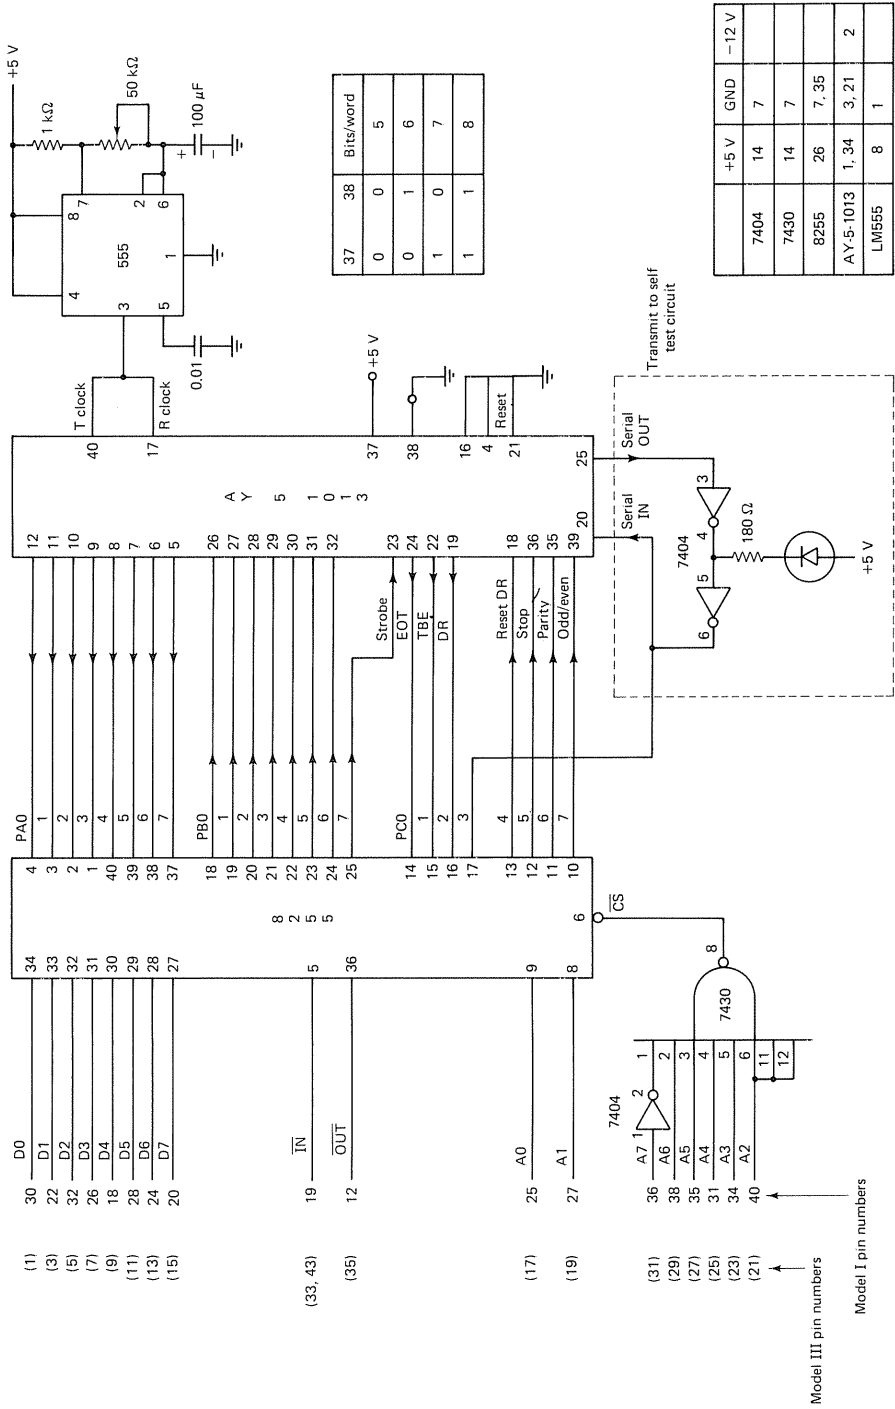 +5 V
1 kΩ
50 kΩ
100 µF
+
-
8
7
4
555
2
6
3
5
1
0.01
T clock
R clock
40
17
37 38 Bits/word
0 0 5
0 1 6
1 0 7
1 1 8
+5 V GND −12 V
7404 14 7
7430 14 7
8255 26 7, 35
AY-5-1013 1, 34 3, 21 2
LM555 8 1
+5 V
37
38
16
4
Reset
21
25
20
A
Y
5
1
0
1
3
12
11
10
9
8
7
6
5
26
27
28
29
30
31
32
23
24
22
19
18
36
35
39
Strobe
EOT
TBE
DR
Reset DR
Stop
Parity
Odd/even
Transmit to self
test circuit
Serial
OUT
Serial
IN
3
4
7404
5
6
180 Ω
+5 V
PA0
1
2
3
4
5
6
7
PB0
1
2
3
4
5
6
7
PC0
1
2
3
4
5
6
7
4
3
2
1
40
39
38
37
18
19
20
21
22
23
24
25
14
15
16
17
13
12
11
10
8
2
5
5
6
CS
34
33
32
31
30
29
28
27
5
36
9
8
D0
D1
D2
D3
D4
D5
D6
D7
IN
OUT
A0
A1
8
7430
1
2
3
4
5
6
11
12
7404
1
2
A7
A6
A5
A4
A3
A2
30
22
32
26
18
28
24
20
19
12
25
27
36
38
35
31
34
40
(1)
(3)
(5)
(7)
(9)
(11)
(13)
(15)
(33, 43)
(35)
(17)
(19)
(31)
(29)
(27)
(25)
(23)
(21)
Model I pin numbers
Model III pin numbers